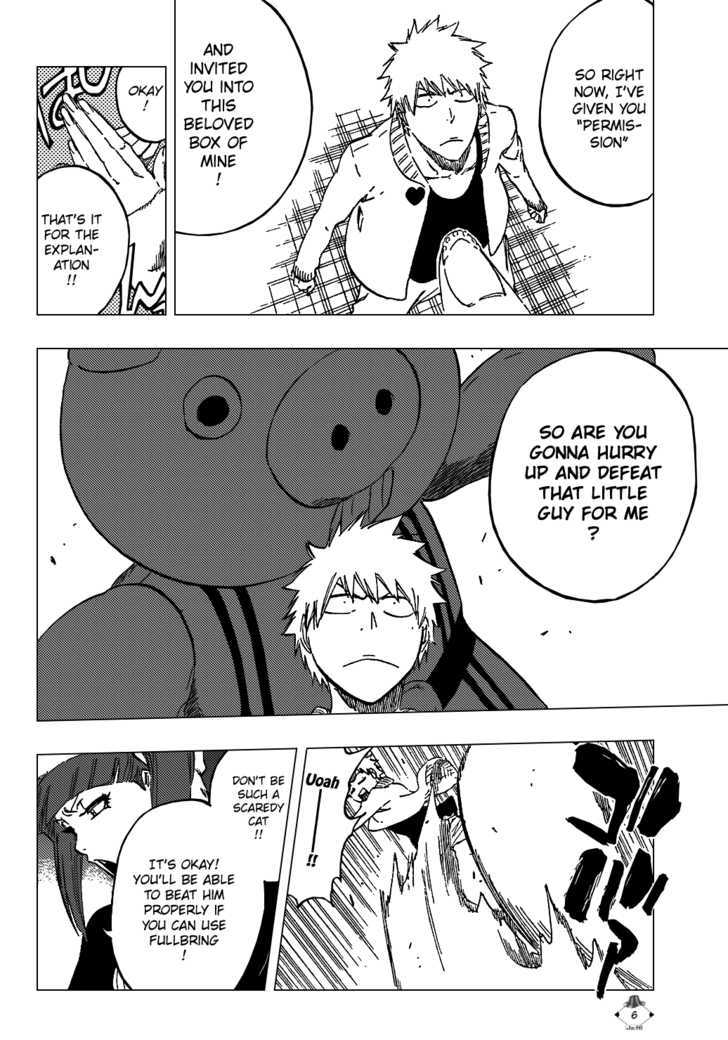 SO RIGHT
NOW, I'VE
GIVEN YOU
"PERMIS-
SION"
AND
INVITED
YOU INTO
THIS
BELOVED
BOX OF
MINE
!
OKAY
!
THAT'S IT
FOR THE
EXPLAN-
ATION
!!
SO ARE YOU
GONNA HURRY
UP AND DEFEAT
THAT LITTLE
GUY FOR ME
?
Uoah
!!
DON'T BE
SUCH A
SCAREDY
CAT
!!
IT'S OKAY!
YOU'LL BE ABLE
TO BEAT HIM
PROPERLY IF
YOU CAN USE
FULLBRING
!
6